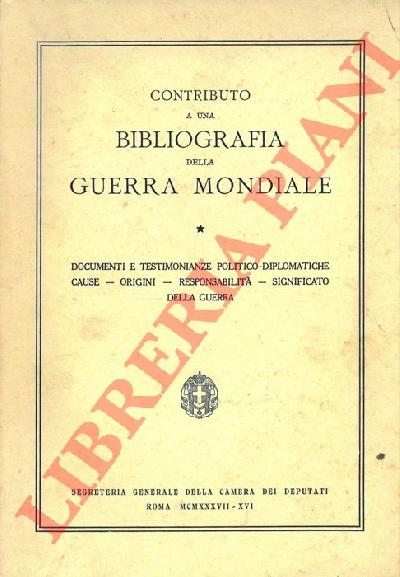 CONTRIBUTO
A UNA
BIBLIOGRAFIA
DELLA
GUERRA MONDIALE
DOCUMENTI E TESTIMONIANZE POLITICO-DIPLOMATICHE
CAUSE — ORIGINI — RESPONSABILITÀ — SIGNIFICATO
DELLA GUERRA
SEGRETERIA GENERALE DELLA CAMERA DEI DEPUTATI
ROMA MCMXXXVII-XVI
LIBRERIA PIANI